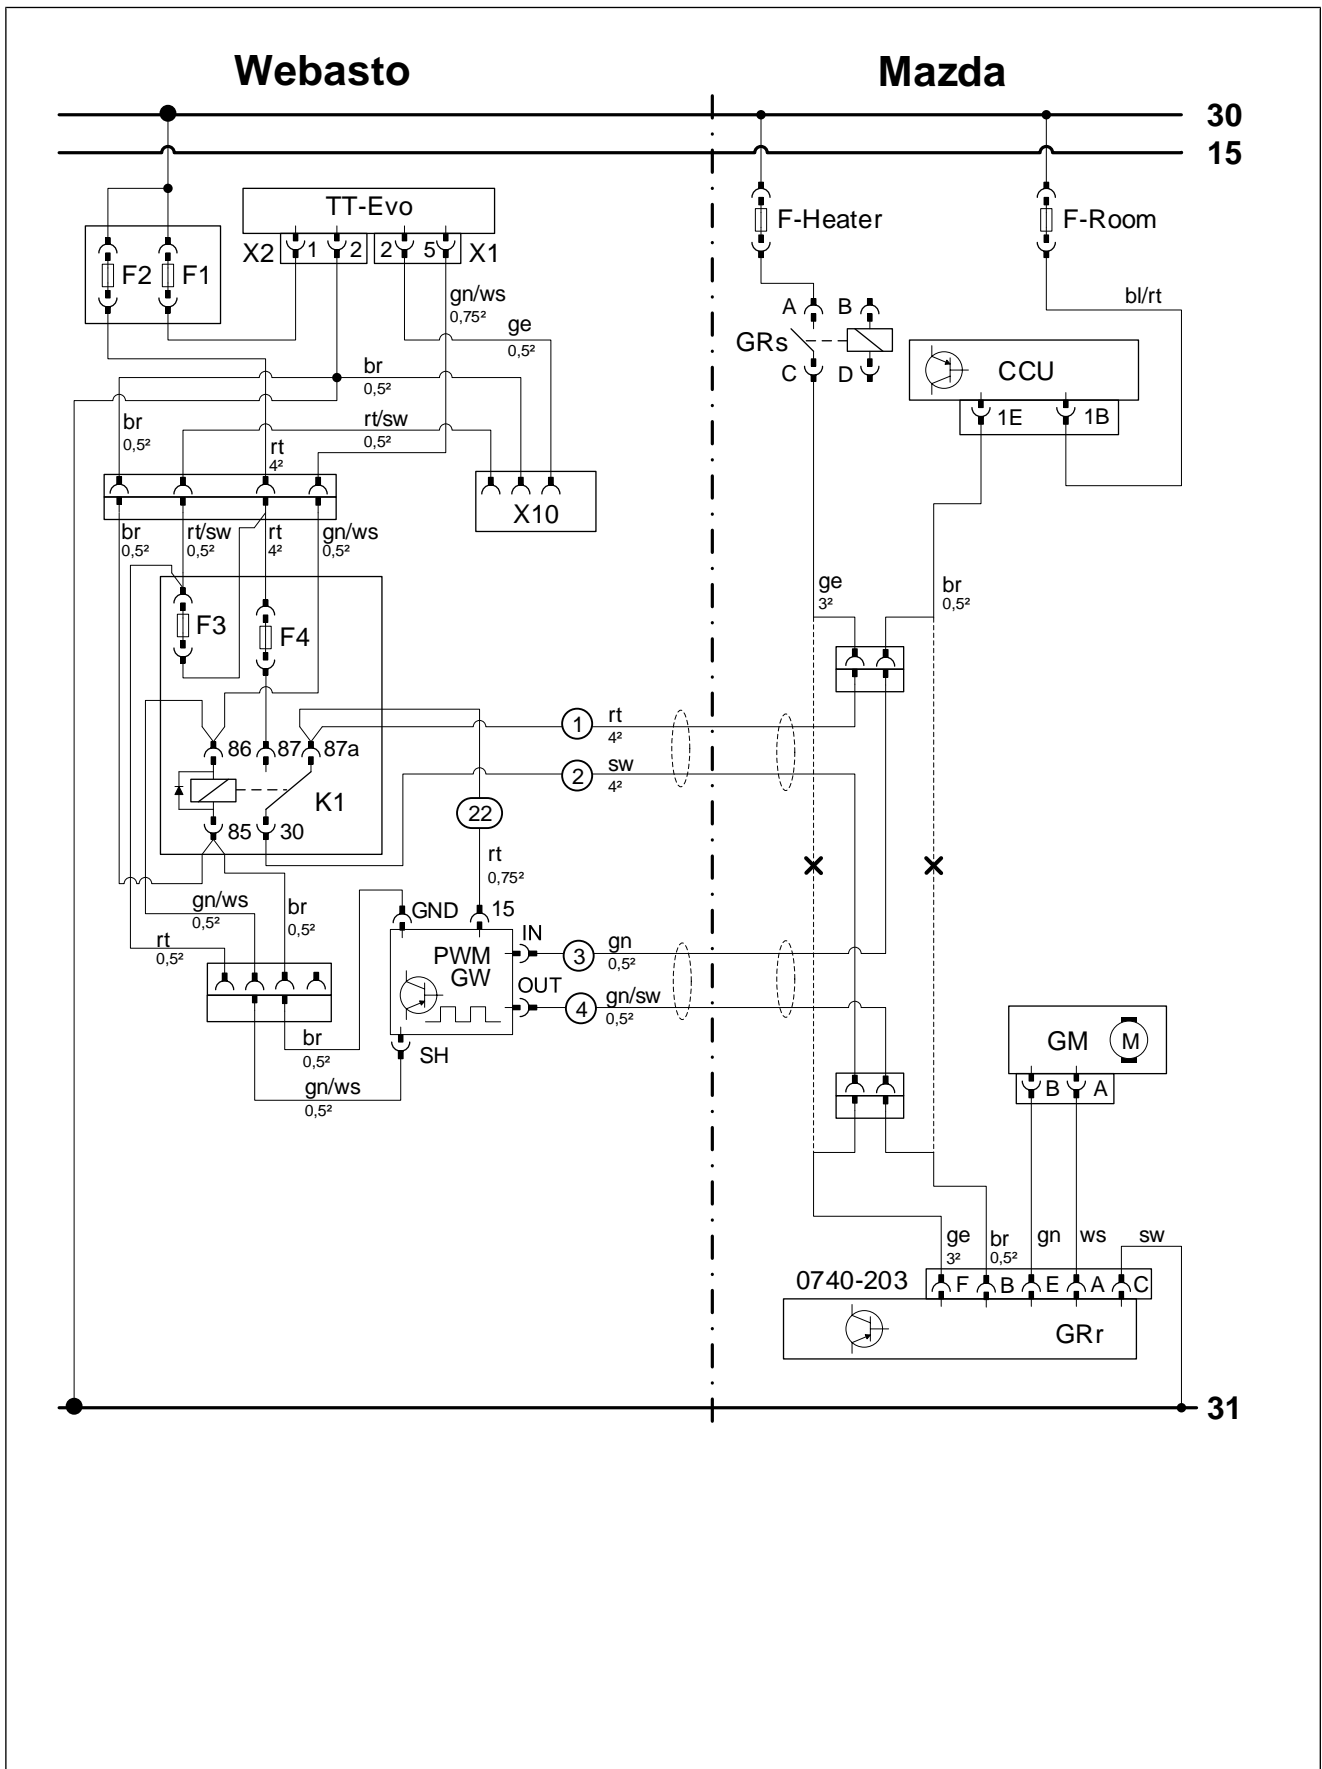 Webasto
Mazda
30
15
TT-Evo
F-Heater
F-Room
X2
1
2
2
5
X1
F2
F1
gn/ws
0,75²
ge
0,5²
bl/rt
A
B
GRs
C
D
CCU
1E
1B
br
0,5²
br
0,5²
rt/sw
0,5²
rt
4²
X10
br
0,5²
rt/sw
0,5²
rt
4²
gn/ws
0,5²
ge
3²
br
0,5²
F3
F4
1
rt
4²
86
87
87a
2
sw
4²
K1
85
30
22
rt
0,75²
gn/ws
0,5²
br
0,5²
GND
15
rt
0,5²
IN
PWM
GW
3
gn
0,5²
OUT
4
gn/sw
0,5²
br
0,5²
SH
gn/ws
0,5²
GM
M
B
A
ge
3²
br
0,5²
gn
ws
sw
0740-203
F
B
E
A
C
GRr
31